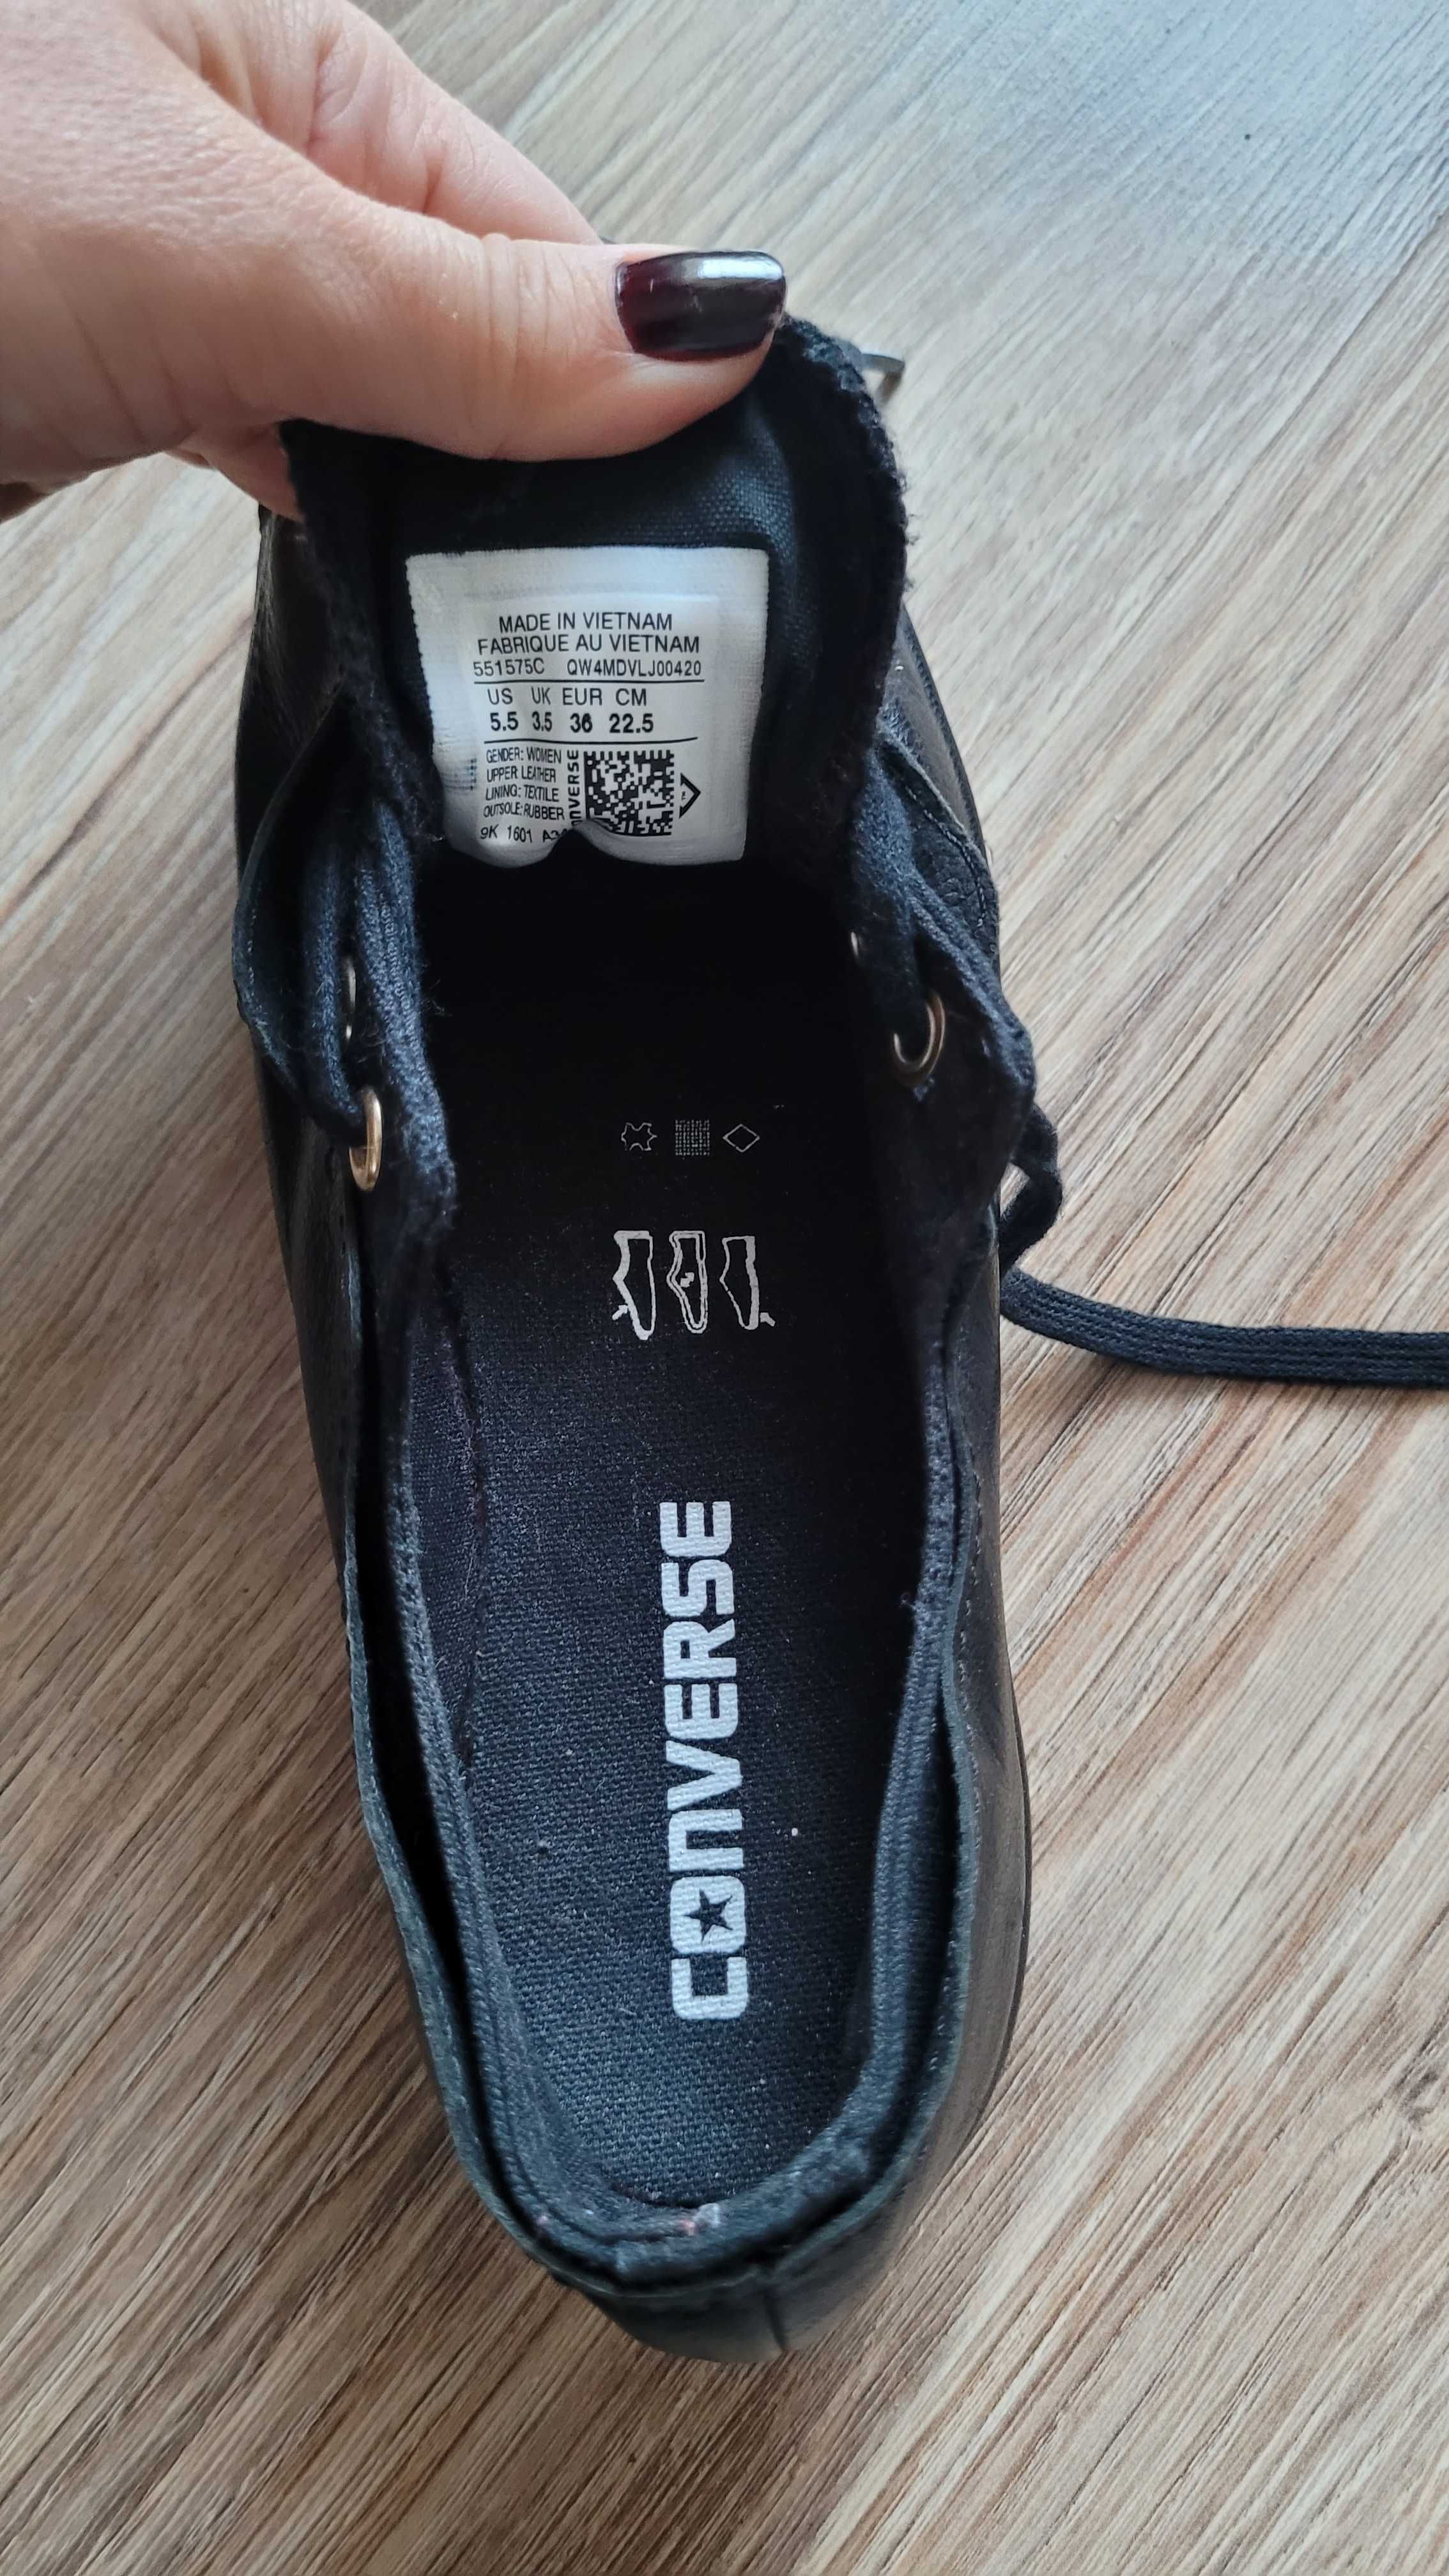 MADE IN VIETNAM
FABRIQUE AU VIETNAM
551575C QW4MDVLJ00420
US UK EUR CM
5.5 3.5 36 22.5
GENDER: WOMEN
UPPER: LEATHER
LINING: TEXTILE
OUTSOLE: RUBBER
9K 1601
CONVERSE